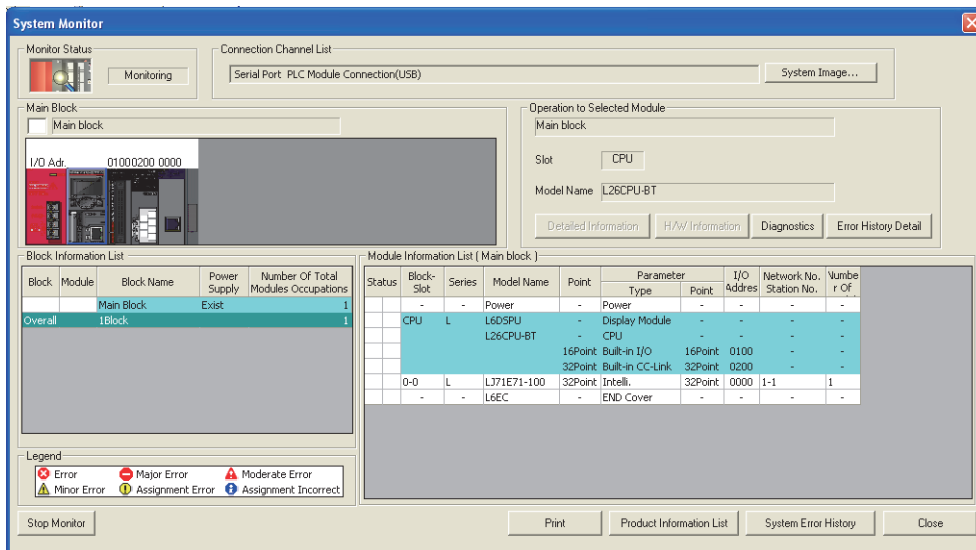 System Monitor
Monitor Status
Monitoring
Connection Channel List
Serial Port PLC Module Connection(USB)
System Image...
Main Block
Main block
I/O Adr. 01000200 0000
Operation to Selected Module
Main block
Slot CPU
Model Name L26CPU-BT
Detailed Information H/W Information Diagnostics Error History Detail
Block Information List
Block Module Block Name Power Supply Number Of Total Modules Occupations
Main Block Exist 1
Overall 1Block 1
Module Information List ( Main block )
Status Block-Slot Series Model Name Point Parameter Type Point I/O Addres Network No. Station No. Numbe r Of
- - Power - Power - - - -
CPU L L6DSPU - Display Module - - - -
L26CPU-BT - CPU - - - -
16Point Built-in I/O 16Point 0100 - -
32Point Built-in CC-Link 32Point 0200 - -
0-0 L LJ71E71-100 32Point Intelli. 32Point 0000 1-1 1
- - L6EC - END Cover - - - -
Legend
Error Major Error Moderate Error
Minor Error Assignment Error Assignment Incorrect
Stop Monitor Print Product Information List System Error History Close